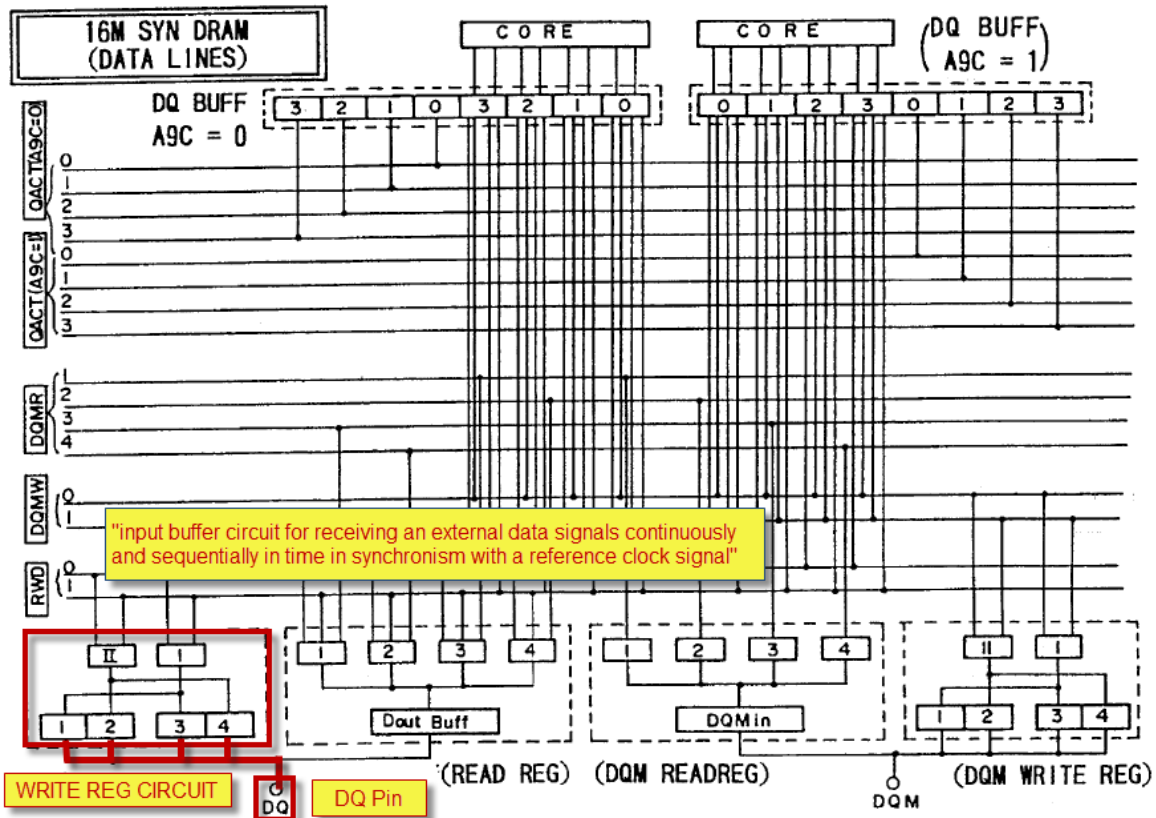 16M SYN DRAM
(DATA LINES)
CORE
CORE
(DQ BUFF
A9C = 1)
DQ BUFF
A9C = 0
3 2 1 0 3 2 1 0
0 1 2 3 0 1 2 3
QACT(A9C=0)
0
1
2
3
QACT(A9C=1)
0
1
2
3
DQMR
1
2
3
4
DQMW
0
1
"input buffer circuit for receiving an external data signals continuously
and sequentially in time in synchronism with a reference clock signal"
RWD
0
1
II I
1 2 3 4
1 2 3 4
II I
1 2 3 4
Dout Buff
DQMin
1 2 3 4
WRITE REG CIRCUIT
DQ
DQ Pin
(READ REG)
(DQM READREG)
DQM
(DQM WRITE REG)